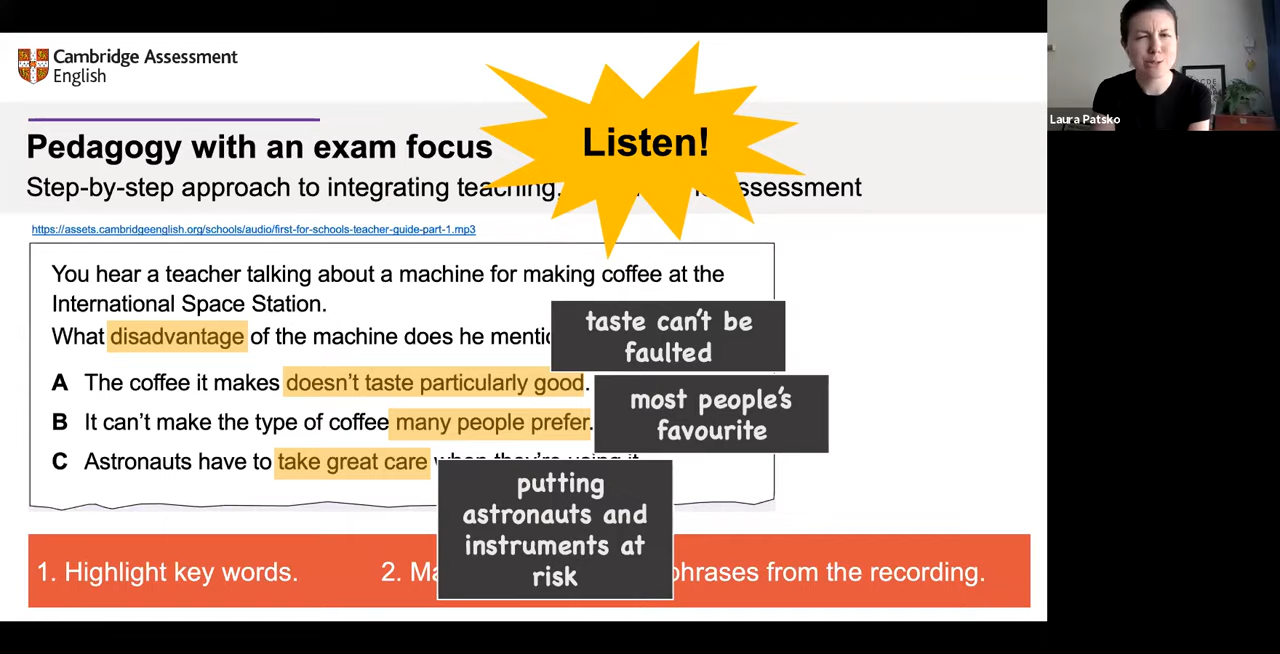 Cambridge Assessment
English
Pedagogy with an exam focus
Listen!
Step-by-step approach to integrating teaching, assessment
https://assets.cambridgeenglish.org/schools/audio/first-for-schools-teacher-guide-part-1.mp3
You hear a teacher talking about a machine for making coffee at the
International Space Station.
What disadvantage of the machine does he
taste can't be
faulted
A The coffee it makes doesn't taste particularly good.
B It can't make the type of coffee many people prefer.
most people's
favourite
C Astronauts have to take great care when they're using it
putting
astronauts and
instruments at
risk
1. Highlight key words.
2. phrases from the recording.
Laura Patsko